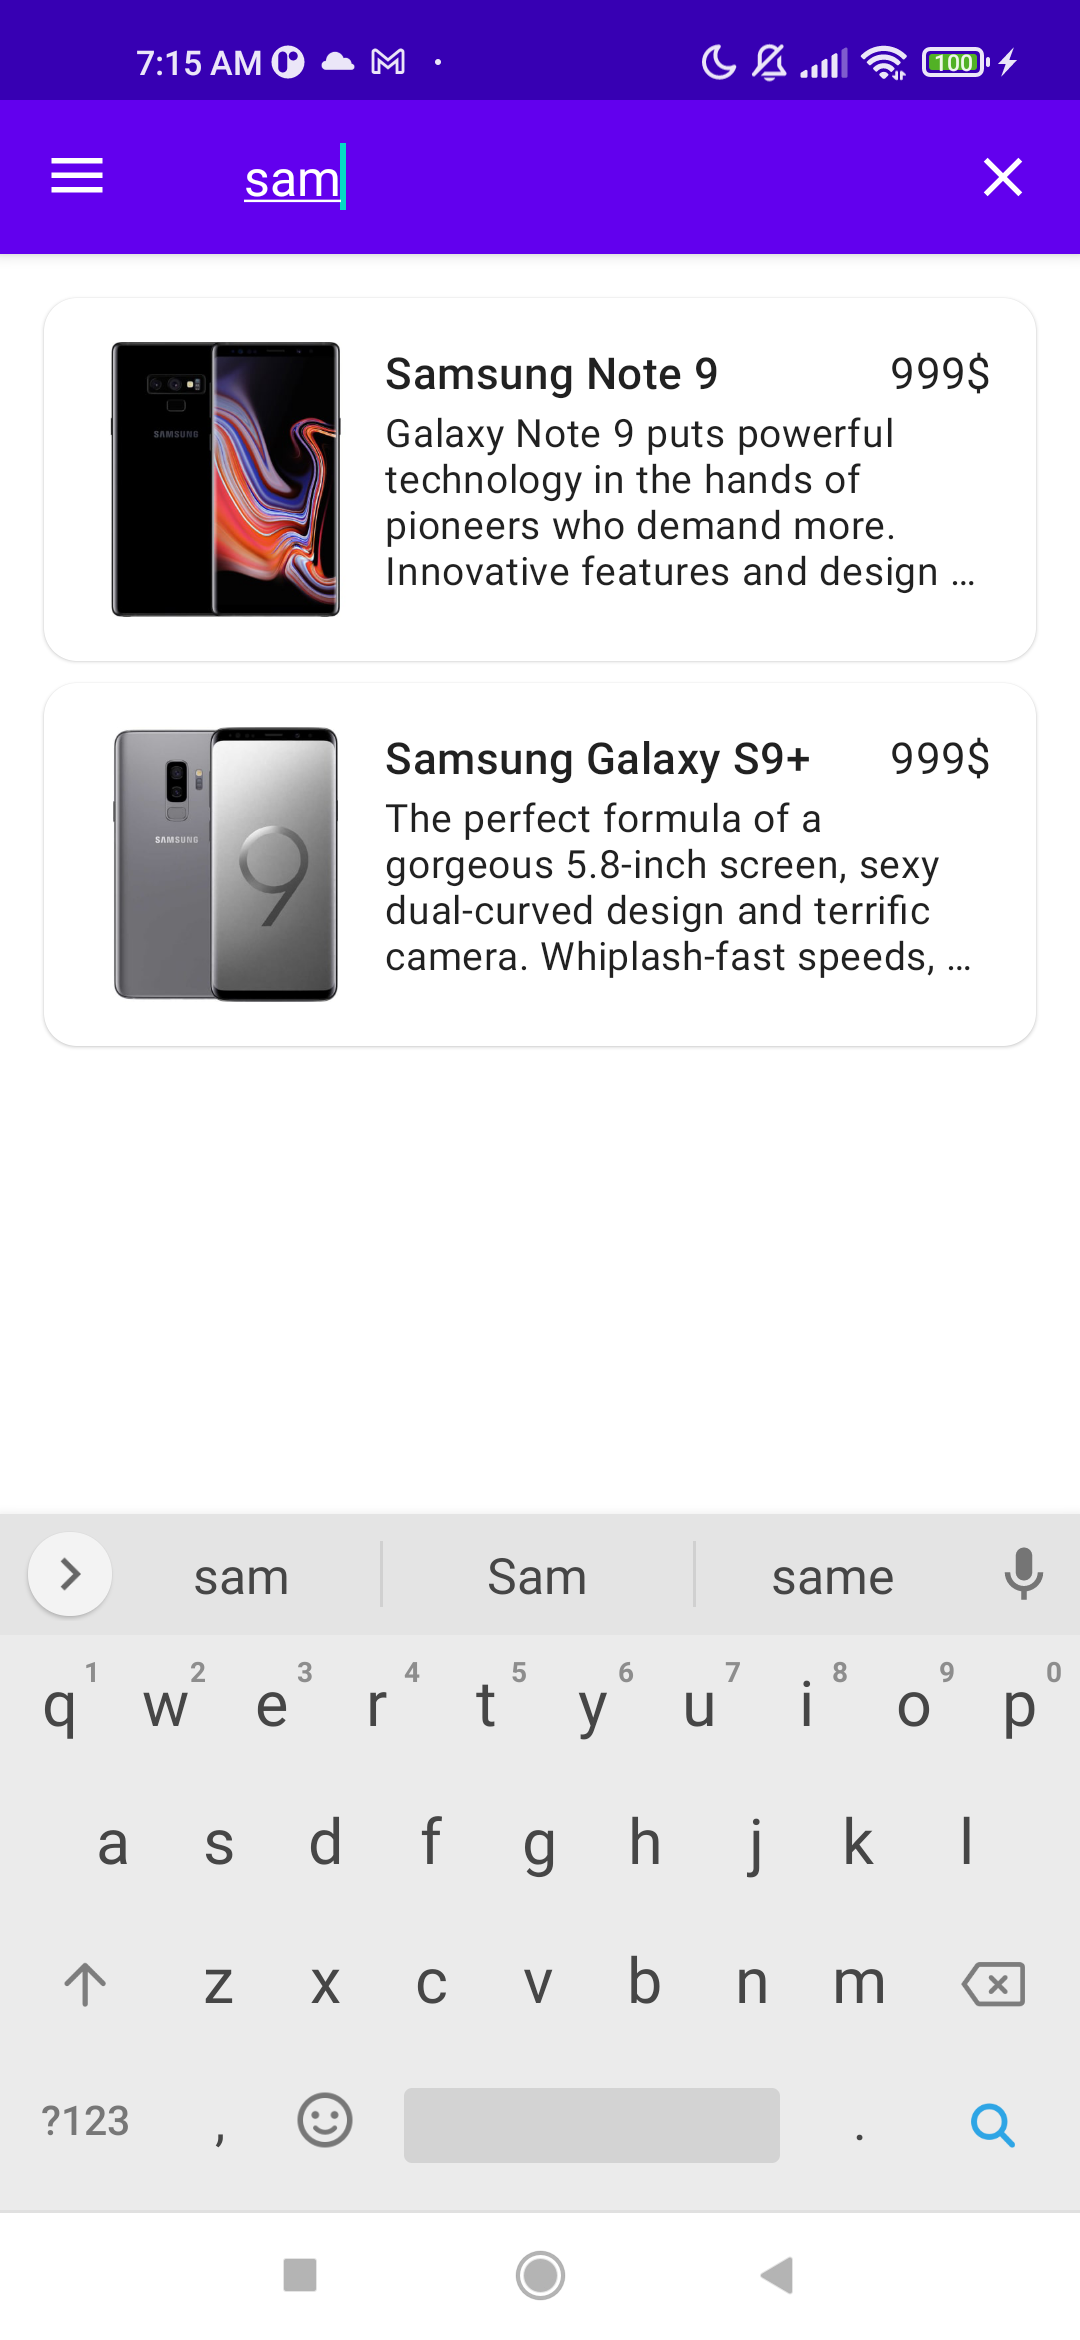 7:15 AM
100
sam
SAMSUNG
Samsung Note 9 999$
Galaxy Note 9 puts powerful
technology in the hands of
pioneers who demand more.
Innovative features and design ...
SAMSUNG
9
Samsung Galaxy S9+ 999$
The perfect formula of a
gorgeous 5.8-inch screen, sexy
dual-curved design and terrific
camera. Whiplash-fast speeds, ...
sam Sam same
1 2 3 4 5 6 7 8 9 0
q w e r t y u i o p
a s d f g h j k l
z x c v b n m
?123 , .